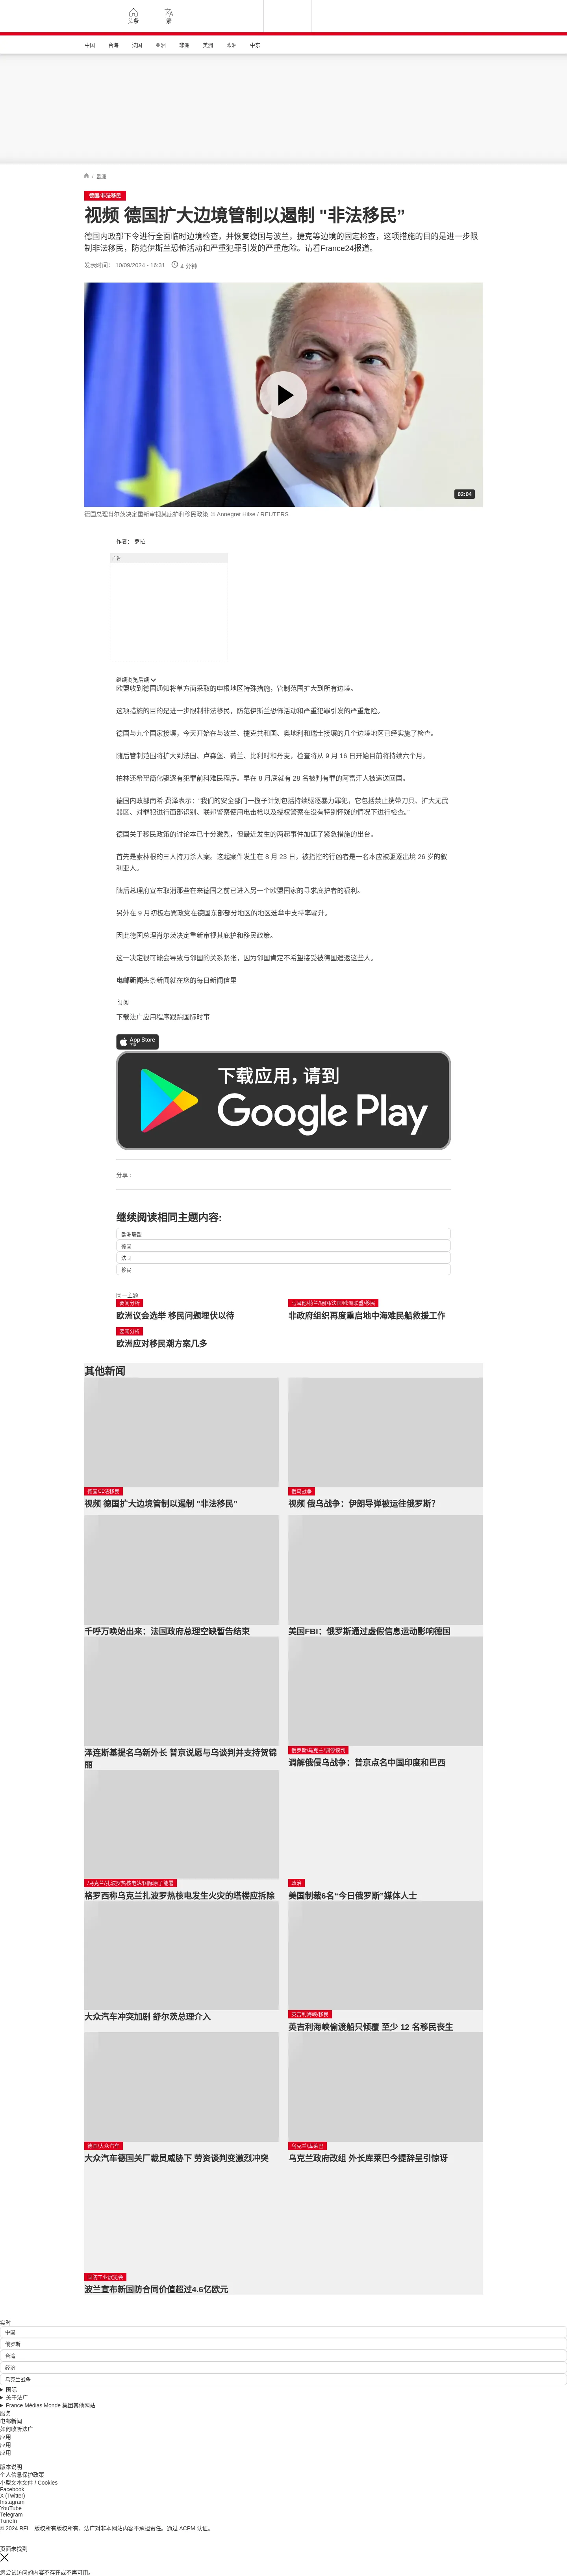 头条
繁
中国
台海
法国
亚洲
非洲
美洲
欧洲
中东
/ 欧洲
德国/非法移民
视频 德国扩大边境管制以遏制 "非法移民”
德国内政部下令进行全面临时边境检查，并恢复德国与波兰，捷克等边境的固定检查，这项措施的目的是进一步限
制非法移民，防范伊斯兰恐怖活动和严重犯罪引发的严重危险。请看France24报道。
发表时间： 10/09/2024 - 16:31
4 分钟
02:04
德国总理肖尔茨决定重新审视其庇护和移民政策 © Annegret Hilse / REUTERS
作者： 罗拉
广告
继续浏览后续
欧盟收到德国通知将单方面采取的申根地区特殊措施，管制范围扩大到所有边境。
这项措施的目的是进一步限制非法移民，防范伊斯兰恐怖活动和严重犯罪引发的严重危险。
德国与九个国家接壤，今天开始在与波兰、捷克共和国、奥地利和瑞士接壤的几个边境地区已经实施了检查。
随后管制范围将扩大到法国、卢森堡、荷兰、比利时和丹麦，检查将从 9 月 16 日开始目前将持续六个月。
柏林还希望简化驱逐有犯罪前科难民程序。早在 8 月底就有 28 名被判有罪的阿富汗人被遣送回国。
德国内政部南希·费泽表示：“我们的安全部门一揽子计划包括持续驱逐暴力罪犯，它包括禁止携带刀具、扩大无武
器区、对罪犯进行面部识别、联邦警察使用电击枪以及授权警察在没有特别怀疑的情况下进行检查。”
德国关于移民政策的讨论本已十分激烈，但最近发生的两起事件加速了紧急措施的出台。
首先是索林根的三人持刀杀人案。这起案件发生在 8 月 23 日，被指控的行凶者是一名本应被驱逐出境 26 岁的叙
利亚人。
随后总理府宣布取消那些在来德国之前已进入另一个欧盟国家的寻求庇护者的福利。
另外在 9 月初极右翼政党在德国东部部分地区的地区选举中支持率骤升。
因此德国总理肖尔茨决定重新审视其庇护和移民政策。
这一决定很可能会导致与邻国的关系紧张，因为邻国肯定不希望接受被德国遣返这些人。
电邮新闻头条新闻就在您的每日新闻信里
订阅
下载法广应用程序跟踪国际时事
App Store
下载
下载应用，请到
Google Play
分享 :
继续阅读相同主题内容:
欧洲联盟
德国
法国
移民
同一主题
要闻分析
欧洲议会选举 移民问题埋伏以待
马耳他/荷兰/德国/法国/欧洲联盟/移民
非政府组织再度重启地中海难民船救援工作
要闻分析
欧洲应对移民潮方案几多
其他新闻
德国/非法移民
视频 德国扩大边境管制以遏制 "非法移民”
俄乌战争
视频 俄乌战争：伊朗导弹被运往俄罗斯?
千呼万唤始出来：法国政府总理空缺暂告结束
美国FBI：俄罗斯通过虚假信息运动影响德国
泽连斯基提名乌新外长 普京说愿与乌谈判并支持贺锦
丽
俄罗斯/乌克兰/调停谈判
调解俄侵乌战争：普京点名中国印度和巴西
/乌克兰/扎波罗热核电站/国际原子能署
格罗西称乌克兰扎波罗热核电发生火灾的塔楼应拆除
政治
美国制裁6名“今日俄罗斯”媒体人士
大众汽车冲突加剧 舒尔茨总理介入
英吉利海峡/移民
英吉利海峡偷渡船只倾覆 至少 12 名移民丧生
德国/大众汽车
大众汽车德国关厂裁员威胁下 劳资谈判变激烈冲突
乌克兰/库莱巴
乌克兰政府改组 外长库莱巴今提辞呈引惊讶
国防工业展览会
波兰宣布新国防合同价值超过4.6亿欧元
实时
中国
俄罗斯
台湾
经济
乌克兰战争
国际
关于法广
France Médias Monde 集团其他网站
服务
电邮新闻
如何收听法广
应用
应用
应用
版本说明
个人信息保护政策
小型文本文件 / Cookies
Facebook
X (Twitter)
Instagram
YouTube
Telegram
TuneIn
© 2024 RFI – 版权所有版权所有。法广对非本网站内容不承担责任。通过 ACPM 认证。
页面未找到
您尝试访问的内容不存在或不再可用。